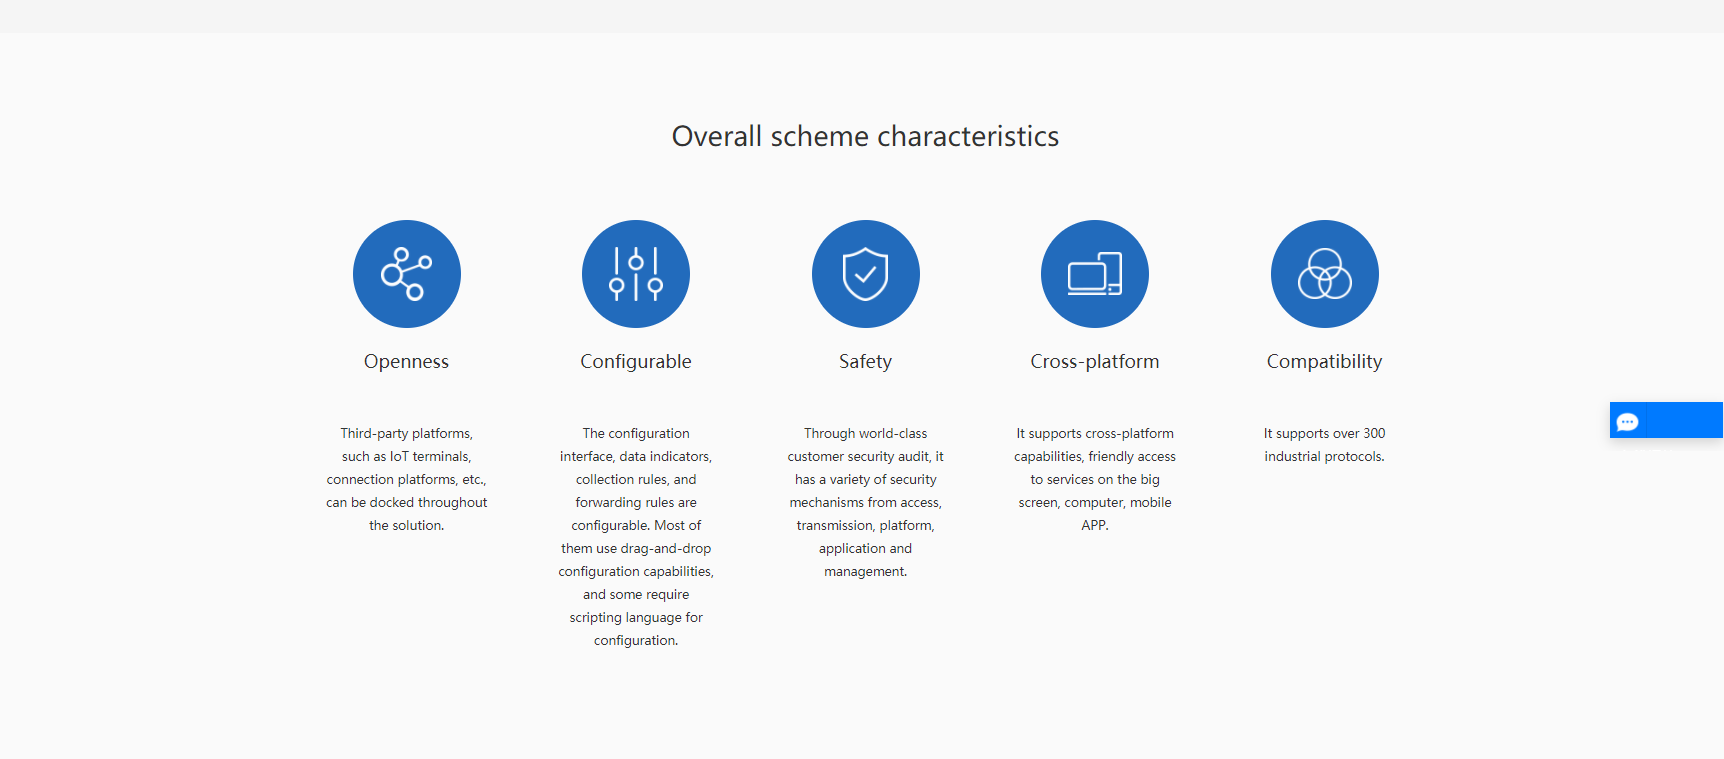 Overall scheme characteristics
Openness
Third-party platforms,
such as IoT terminals,
connection platforms, etc.,
can be docked throughout
the solution.
Configurable
The configuration
interface, data indicators,
collection rules, and
forwarding rules are
configurable. Most of
them use drag-and-drop
configuration capabilities,
and some require
scripting language for
configuration.
Safety
Through world-class
customer security audit, it
has a variety of security
mechanisms from access,
transmission, platform,
application and
management.
Cross-platform
It supports cross-platform
capabilities, friendly access
to services on the big
screen, computer, mobile
APP.
Compatibility
It supports over 300
industrial protocols.